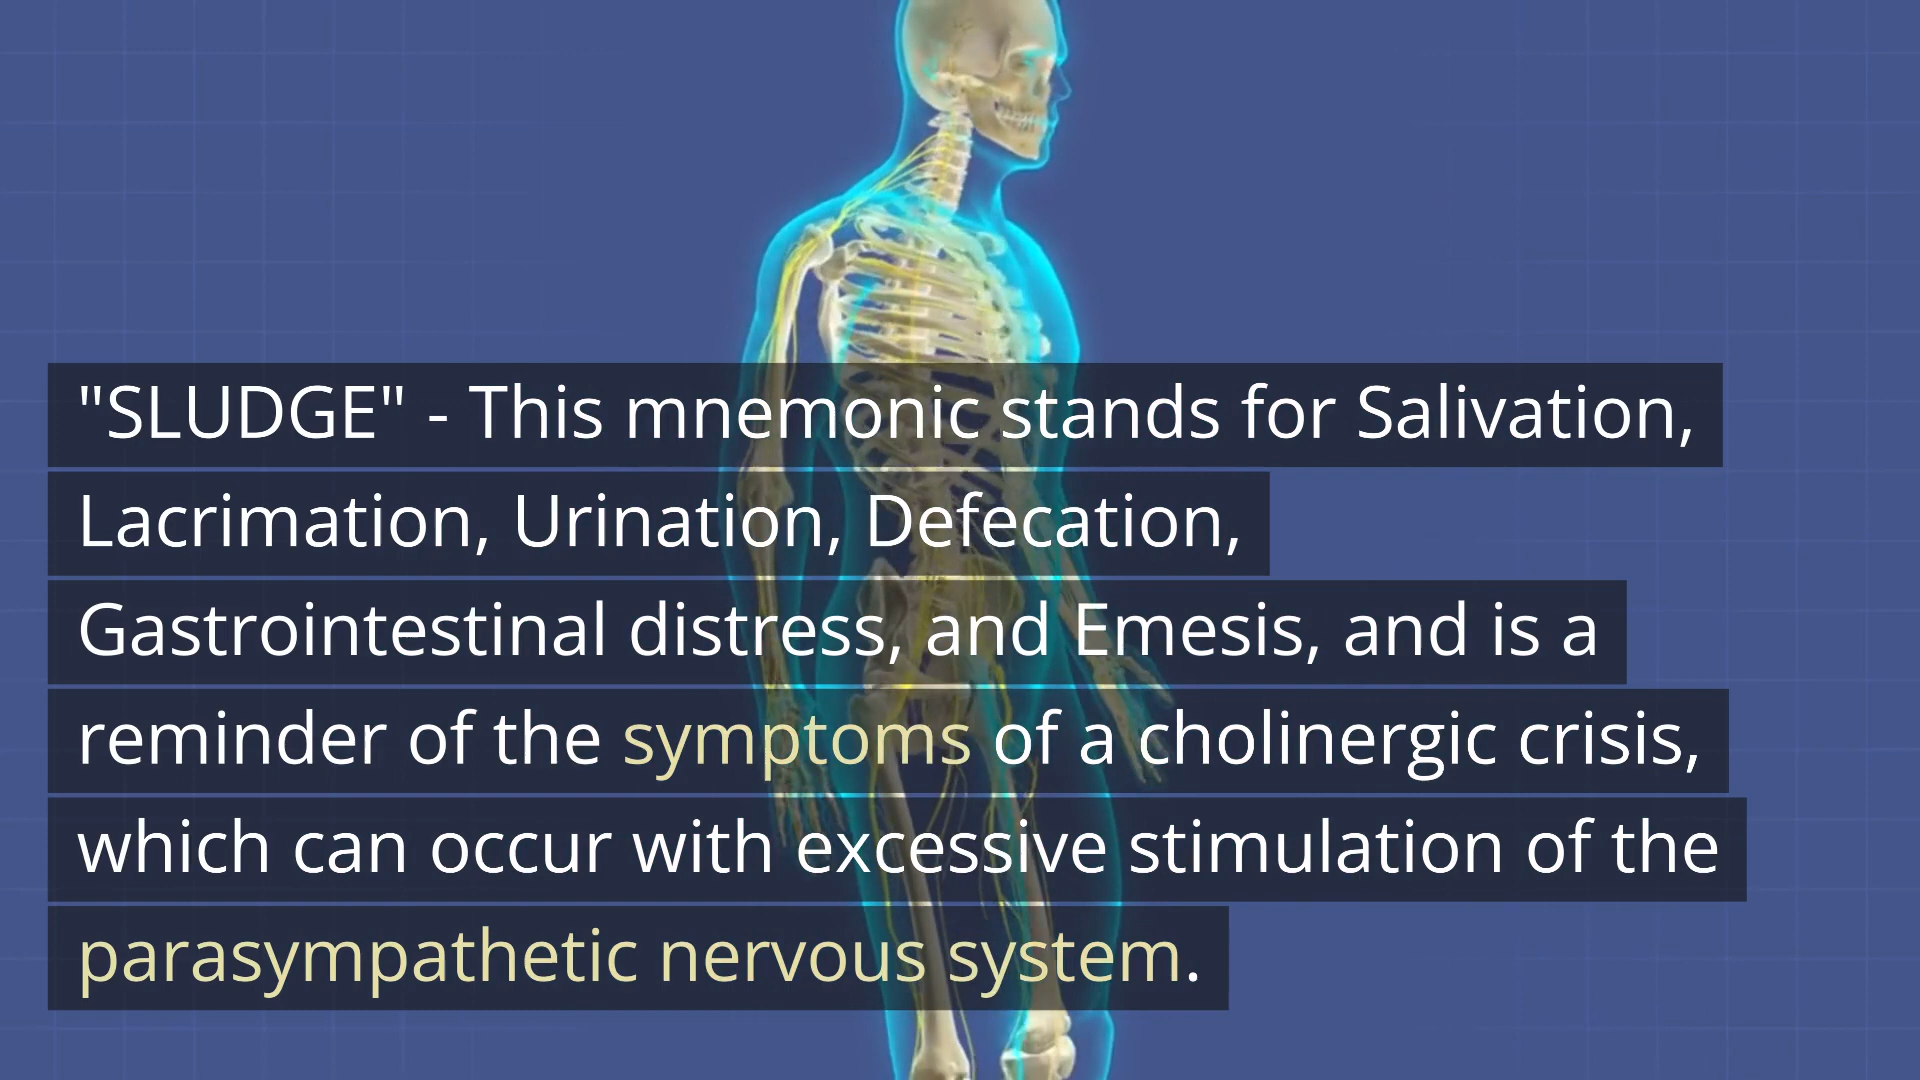 "SLUDGE" - This mnemonic stands for Salivation,
Lacrimation, Urination, Defecation,
Gastrointestinal distress, and Emesis, and is a
reminder of the symptoms of a cholinergic crisis,
which can occur with excessive stimulation of the
parasympathetic nervous system.